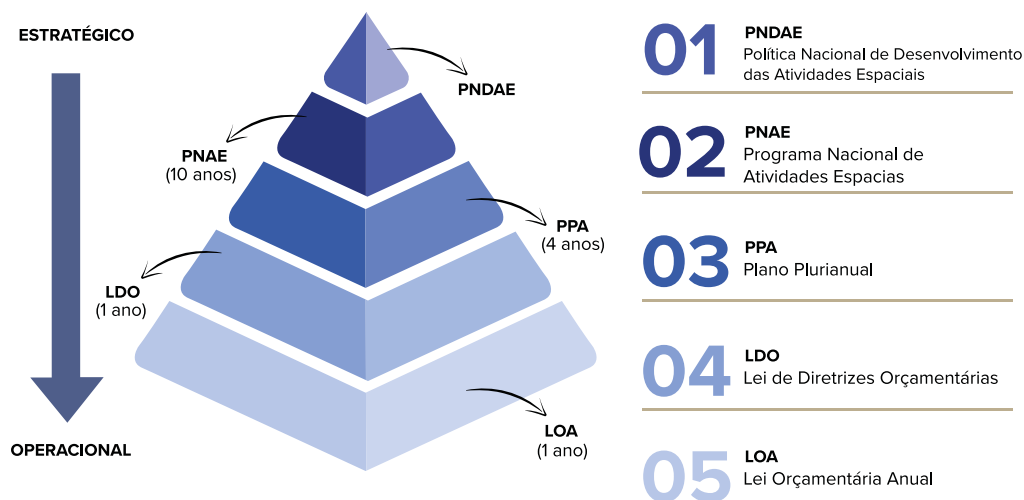 ESTRATÉGICO
OPERACIONAL
PNDAE
PNAE
(10 anos)
PPA
(4 anos)
LDO
(1 ano)
LOA
(1 ano)
01
PNDAE
Política Nacional de Desenvolvimento
das Atividades Espaciais
02
PNAE
Programa Nacional de
Atividades Espacias
03
PPA
Plano Plurianual
04
LDO
Lei de Diretrizes Orçamentárias
05
LOA
Lei Orçamentária Anual